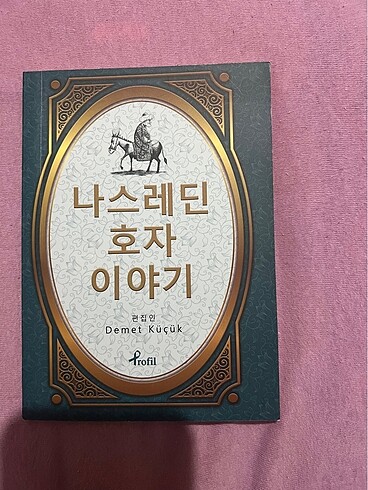 나스레딘
호자
이야기
편집인
Demet Küçük
Profil